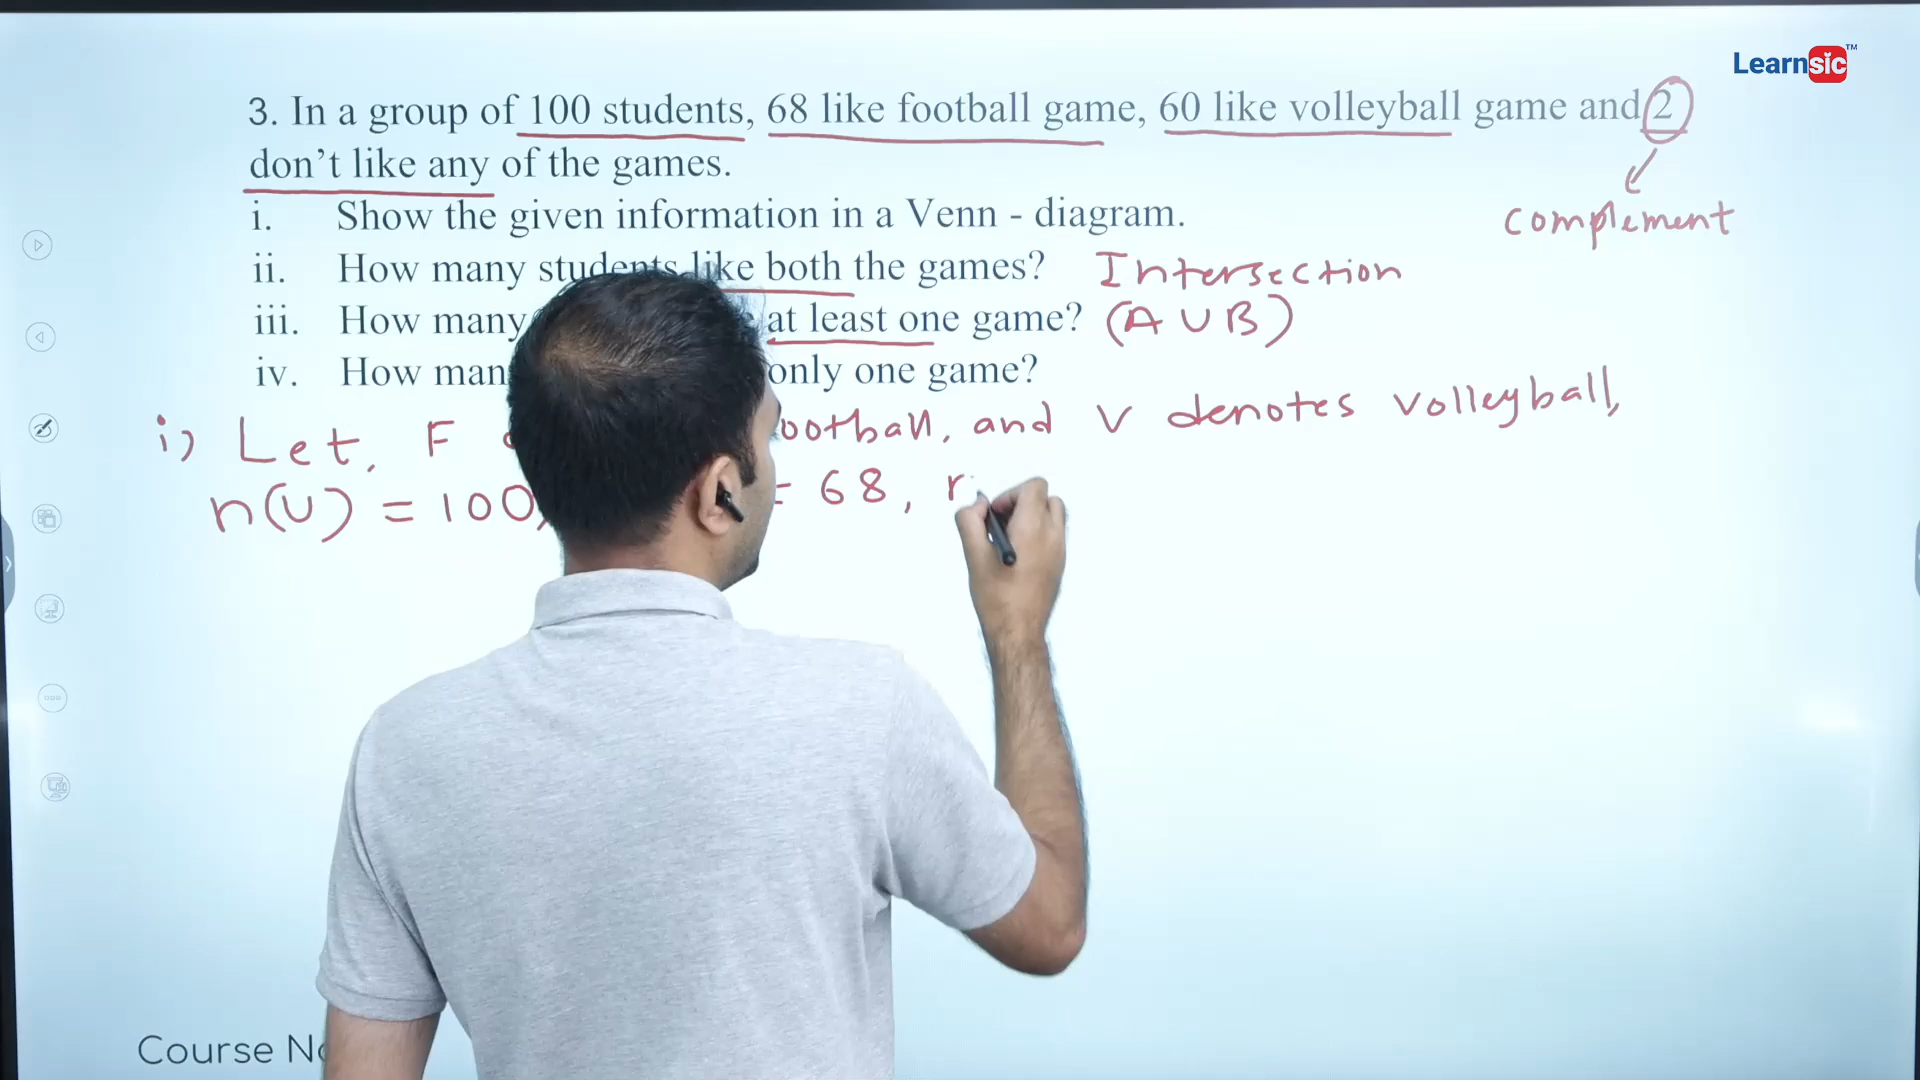 Learnsic™
3. In a group of 100 students, 68 like football game, 60 like volleyball game and 2
don't like any of the games.
complement
i. Show the given information in a Venn - diagram.
ii. How many students like both the games? Intersection
iii. How many at least one game? (A ∪ B)
iv. How man only one game?
i) Let, F ootball, and V denotes volleyball,
n(U) = 100, = 68,
Course No